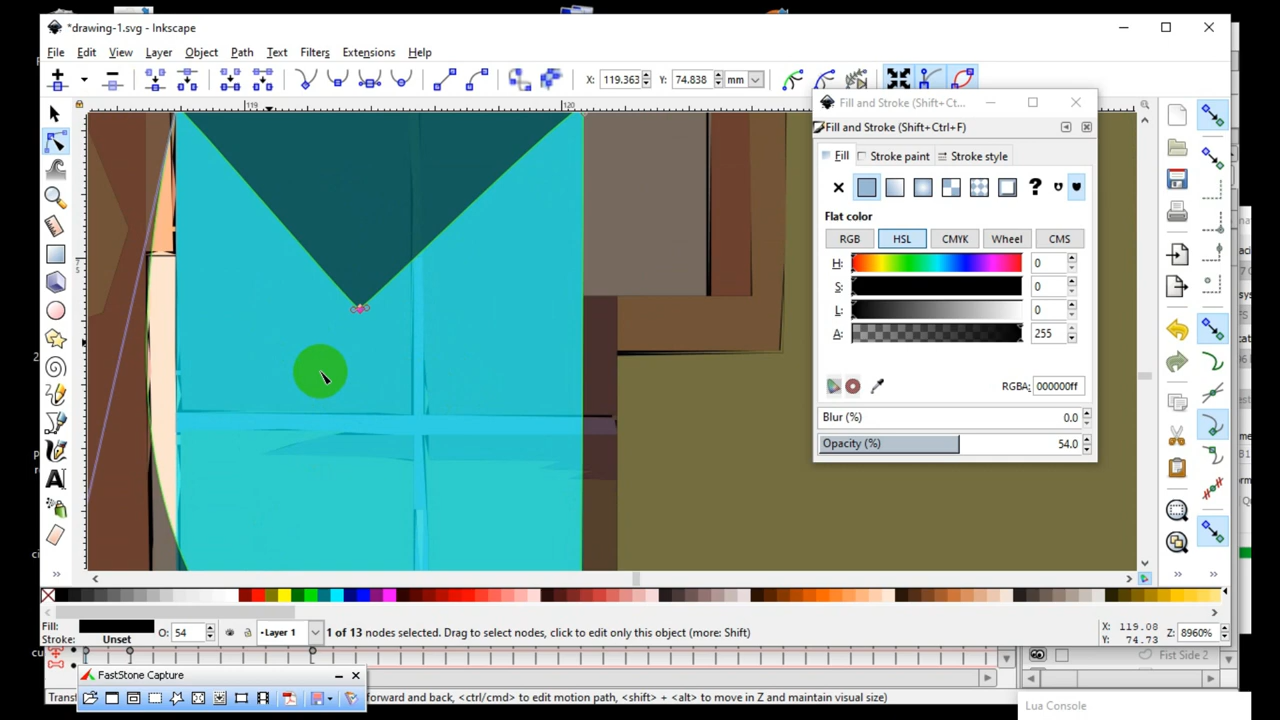 *drawing-1.svg - Inkscape
File Edit View Layer Object Path Text Filters Extensions Help
X: 119.363 Y: 74.838 mm
119 120
Fill and Stroke (Shift+Ct...
Fill and Stroke (Shift+Ctrl+F)
Fill Stroke paint Stroke style
Flat color
RGB HSL CMYK Wheel CMS
H: 0
S: 0
L: 0
A: 255
RGBA: 000000ff
Blur (%) 0.0
Opacity (%) 54.0
Fill:
Stroke: Unset
O: 54
Layer 1
1 of 13 nodes selected. Drag to select nodes, click to edit only this object (more: Shift)
X: 119.08
Y: 74.73
Z: 8960%
Fist Side 2
FastStone Capture
Transf
forward and back, <ctrl/cmd> to edit motion path, <shift> + <alt> to move in Z and maintain visual size)
Lua Console